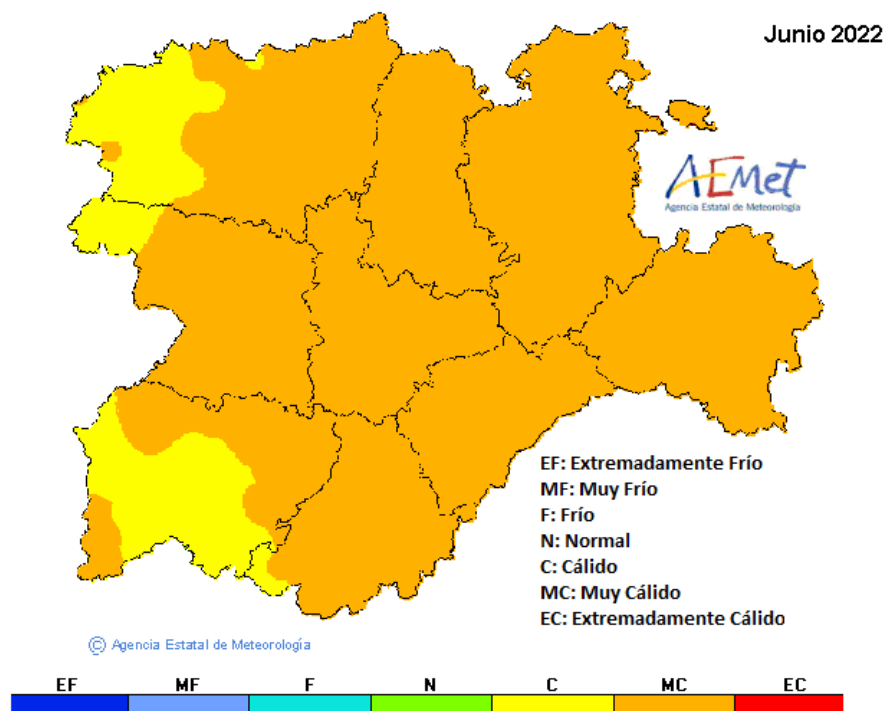 Junio 2022
AEMet
Agencia Estatal de Meteorología
EF: Extremadamente Frío
MF: Muy Frío
F: Frío
N: Normal
C: Cálido
MC: Muy Cálido
EC: Extremadamente Cálido
© Agencia Estatal de Meteorología
EF MF F N C MC EC